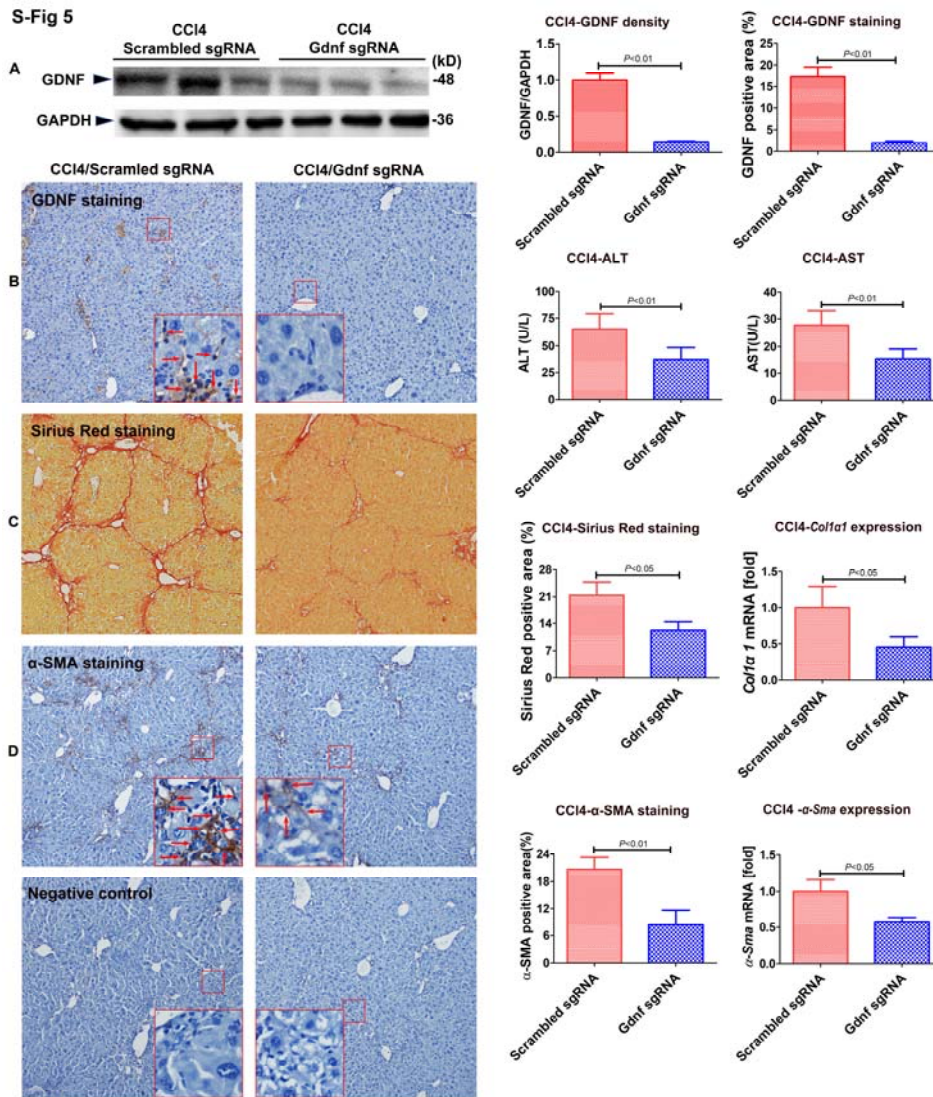 S-Fig 5
CCl4
Scrambled sgRNA
CCl4
Gdnf sgRNA
(kD)
A
GDNF
-48
GAPDH
-36
CCl4/Scramled sgRNA
CCl4/Gdnf sgRNA
GDNF staining
B
Sirius Red staining
C
α-SMA staining
D
Negative control
CCl4-GDNF density
GDNF/GAPDH
1.5
1.0
0.5
0.0
P<0.01
Scrambled sgRNA
Gdnf sgRNA
CCl4-GDNF staining
GDNF positive area (%)
25
20
15
10
5
0
P<0.01
Scrambled sgRNA
Gdnf sgRNA
CCl4-ALT
ALT (U/L)
100
75
50
25
0
P<0.01
Scrambled sgRNA
Gdnf sgRNA
CCl4-AST
AST(U/L)
40
30
20
10
0
P<0.01
Scrambled sgRNA
Gdnf sgRNA
CCl4-Sirius Red staining
Sirius Red positive area (%)
28
21
14
7
0
P<0.05
Scrambled sgRNA
Gdnf sgRNA
CCl4-Col1α1 expression
Col1α 1 mRNA [fold]
1.5
1.0
0.5
0.0
P<0.05
Scrambled sgRNA
Gdnf sgRNA
CCl4-α-SMA staining
α-SMA positive area(%)
24
18
12
6
0
P<0.01
Scrambled sgRNA
Gdnf sgRNA
CCl4 -α-Sma expression
α-Sma mRNA [fold]
1.5
1.0
0.5
0.0
P<0.05
Scrambled sgRNA
Gdnf sgRNA